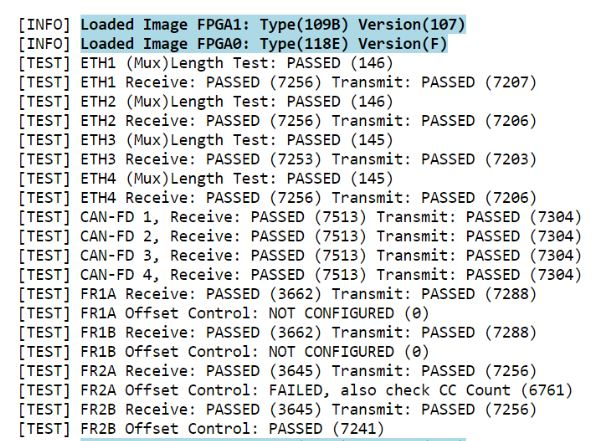 [INFO] Loaded Image FPGA1: Type(109B) Version(107)
[INFO] Loaded Image FPGA0: Type(118E) Version(F)
[TEST] ETH1 (Mux)Length Test: PASSED (146)
[TEST] ETH1 Receive: PASSED (7256) Transmit: PASSED (7207)
[TEST] ETH2 (Mux)Length Test: PASSED (146)
[TEST] ETH2 Receive: PASSED (7256) Transmit: PASSED (7206)
[TEST] ETH3 (Mux)Length Test: PASSED (145)
[TEST] ETH3 Receive: PASSED (7253) Transmit: PASSED (7203)
[TEST] ETH4 (Mux)Length Test: PASSED (145)
[TEST] ETH4 Receive: PASSED (7256) Transmit: PASSED (7206)
[TEST] CAN-FD 1, Receive: PASSED (7513) Transmit: PASSED (7304)
[TEST] CAN-FD 2, Receive: PASSED (7513) Transmit: PASSED (7304)
[TEST] CAN-FD 3, Receive: PASSED (7513) Transmit: PASSED (7304)
[TEST] CAN-FD 4, Receive: PASSED (7513) Transmit: PASSED (7304)
[TEST] FR1A Receive: PASSED (3662) Transmit: PASSED (7288)
[TEST] FR1A Offset Control: NOT CONFIGURED (0)
[TEST] FR1B Receive: PASSED (3662) Transmit: PASSED (7288)
[TEST] FR1B Offset Control: NOT CONFIGURED (0)
[TEST] FR2A Receive: PASSED (3645) Transmit: PASSED (7256)
[TEST] FR2A Offset Control: FAILED, also check CC Count (6761)
[TEST] FR2B Receive: PASSED (3645) Transmit: PASSED (7256)
[TEST] FR2B Offset Control: PASSED (7241)